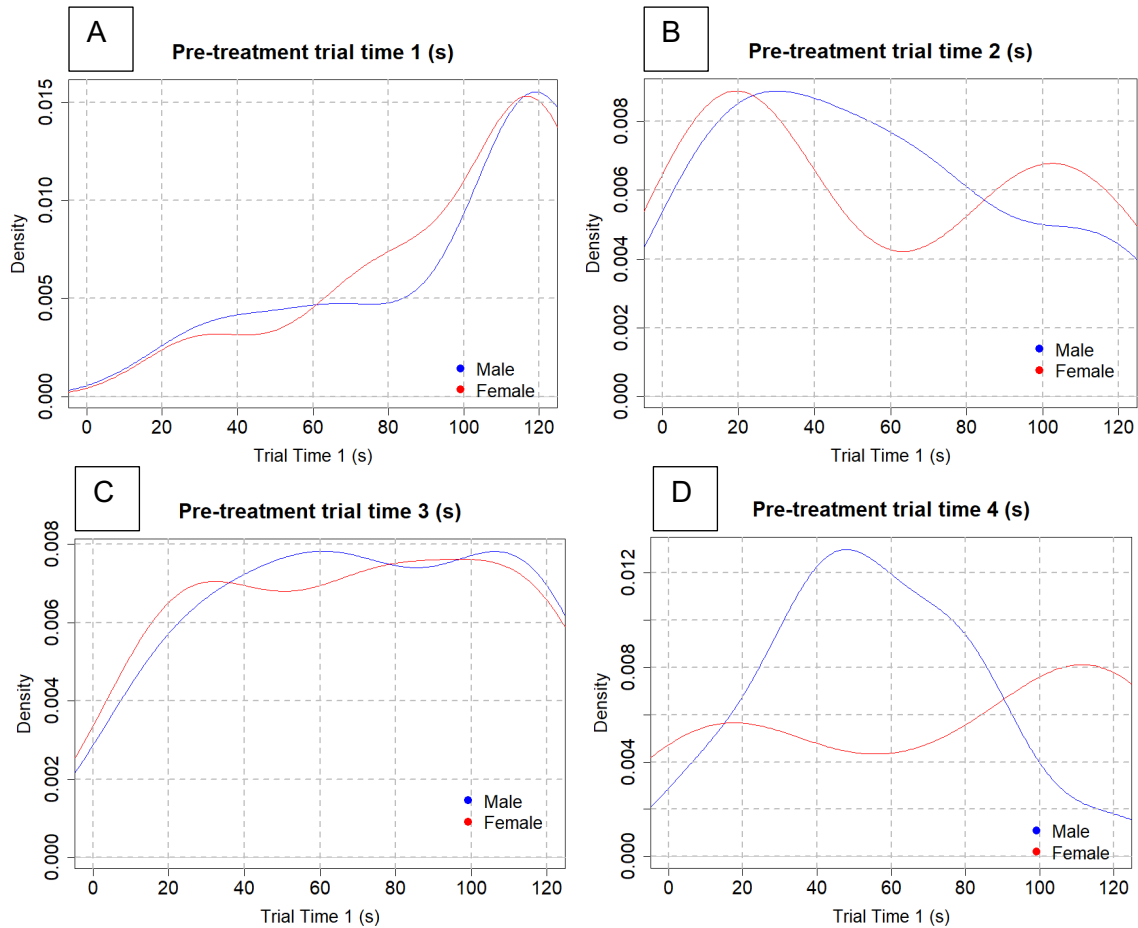 A
Pre-treatment trial time 1 (s)
Density
0.015
0.010
0.005
0.000
0 20 40 60 80 100 120
Trial Time 1 (s)
Male
Female
B
Pre-treatment trial time 2 (s)
Density
0.008
0.006
0.004
0.002
0.000
0 20 40 60 80 100 120
Trial Time 1 (s)
Male
Female
C
Pre-treatment trial time 3 (s)
Density
0.008
0.006
0.004
0.002
0.000
0 20 40 60 80 100 120
Trial Time 1 (s)
Male
Female
D
Pre-treatment trial time 4 (s)
Density
0.012
0.008
0.004
0.000
0 20 40 60 80 100 120
Trial Time 1 (s)
Male
Female